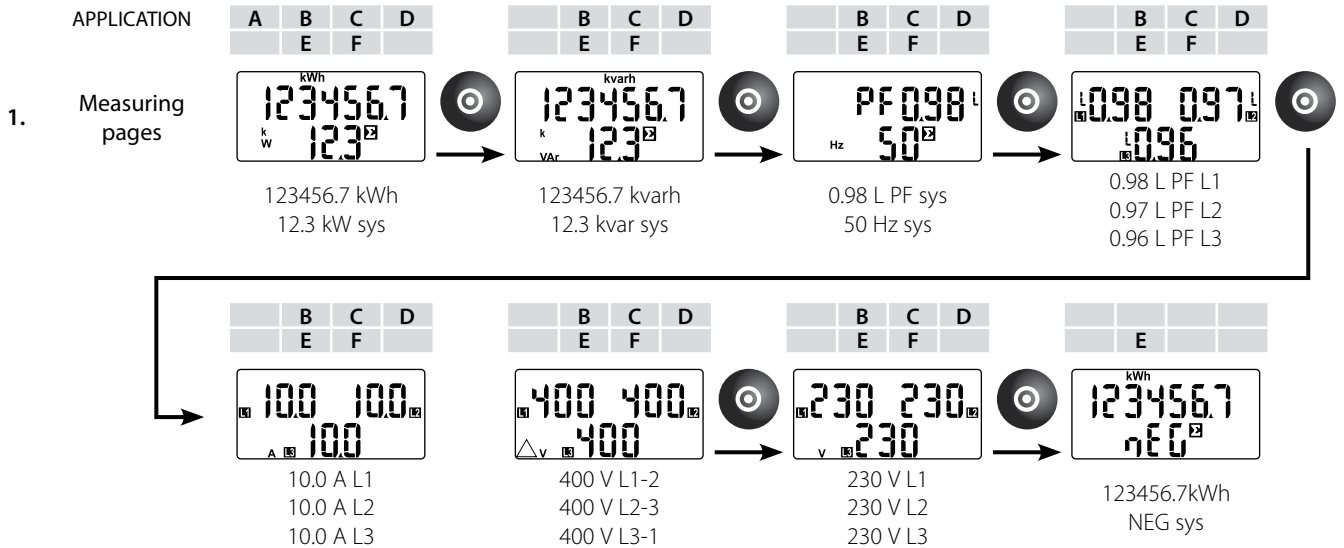 APPLICATION A B C D B C D B C D B C D
E F E F E F E F
1. Measuring
pages
kWh
123456.7
k
W 12.3 Σ
kvarh
123456.7
k
VAr 12.3 Σ
PF 0.98 L
Hz 50 Σ
L
L1 0.98 0.97 L L2
L
L3 0.96
123456.7 kWh
12.3 kW sys
123456.7 kvarh
12.3 kvar sys
0.98 L PF sys
50 Hz sys
0.98 L PF L1
0.97 L PF L2
0.96 L PF L3
B C D B C D B C D
E F E F E F E
L1 10.0 10.0 L2
A L3 10.0
L1 400 400 L2
V L3 400
L1 230 230 L2
V L3 230
kWh
123456.7
nEG Σ
10.0 A L1
10.0 A L2
10.0 A L3
400 V L1-2
400 V L2-3
400 V L3-1
230 V L1
230 V L2
230 V L3
123456.7kWh
NEG sys